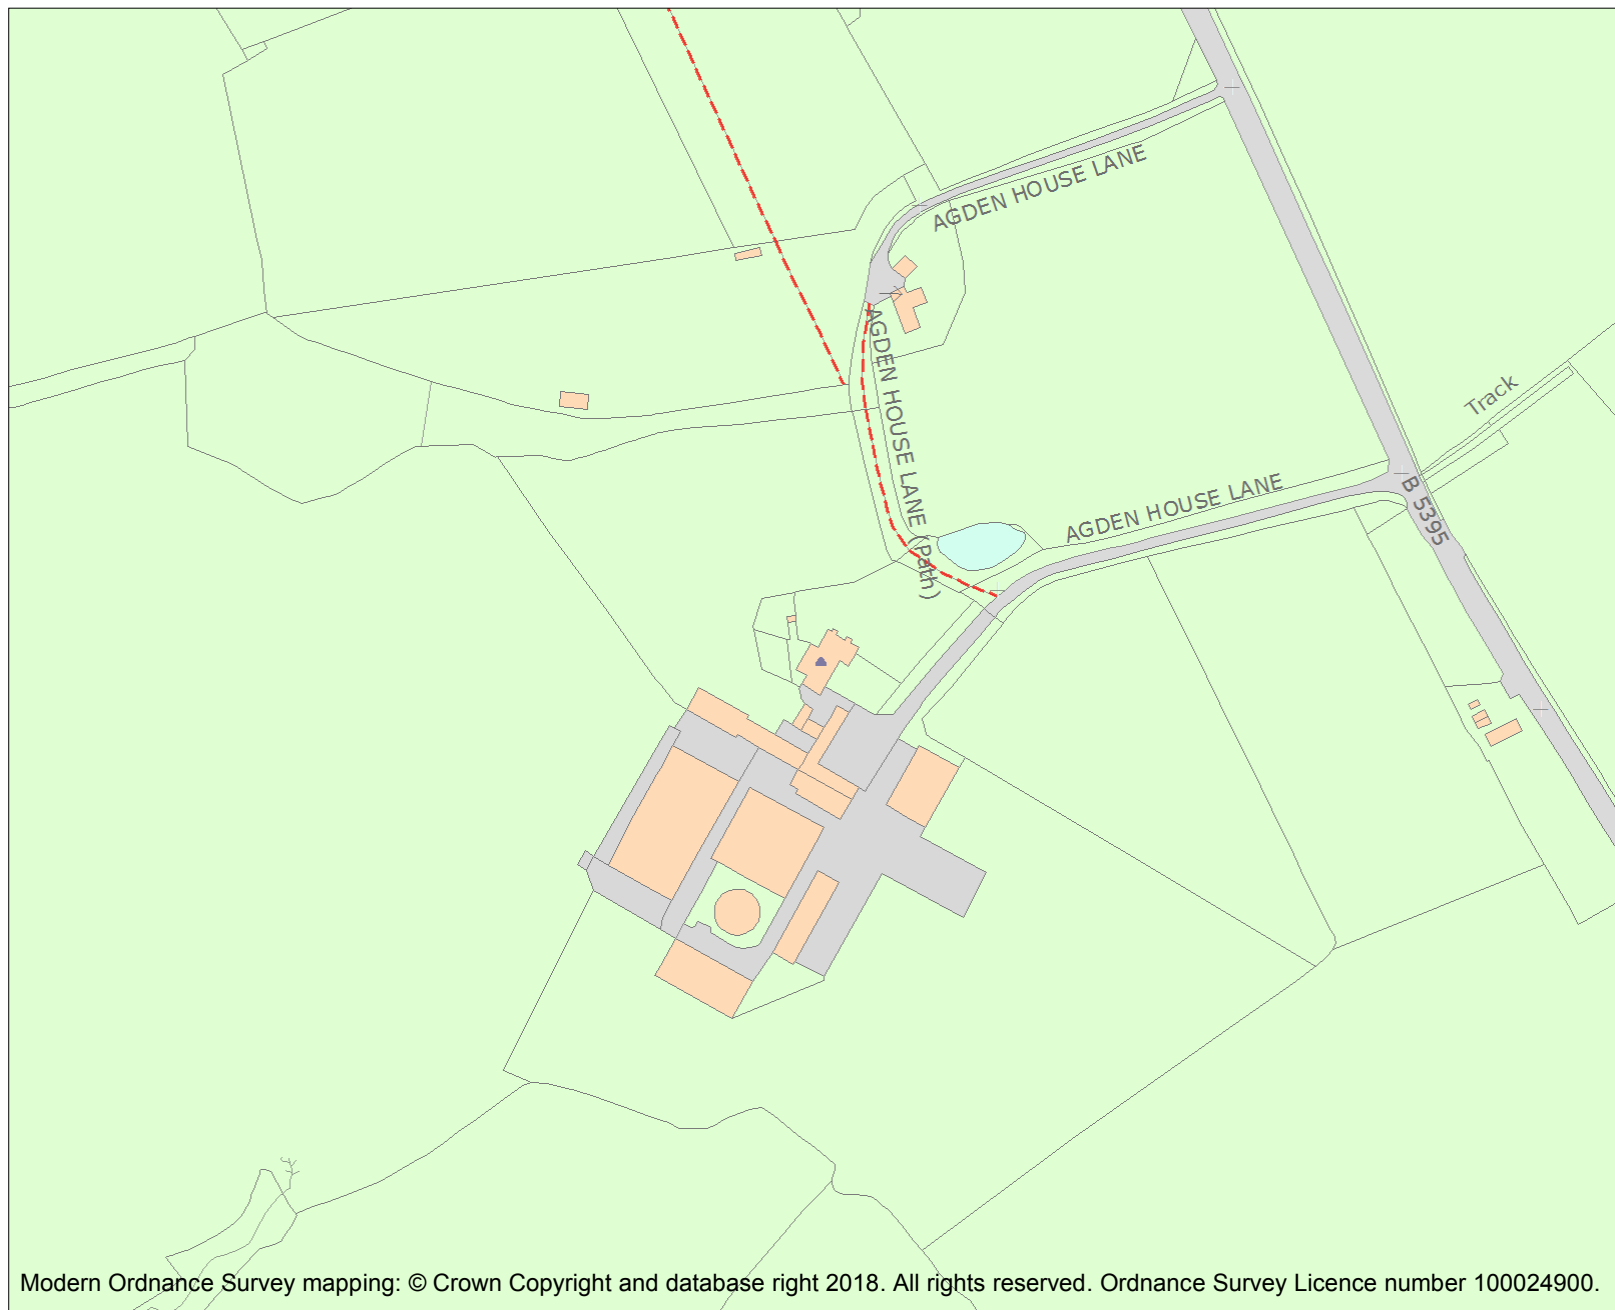 AGDEN HOUSE LANE
AGDEN HOUSE LANE (Path)
Track
AGDEN HOUSE LANE
B 5395
Modern Ordnance Survey mapping: © Crown Copyright and database right 2018. All rights reserved. Ordnance Survey Licence number 100024900.